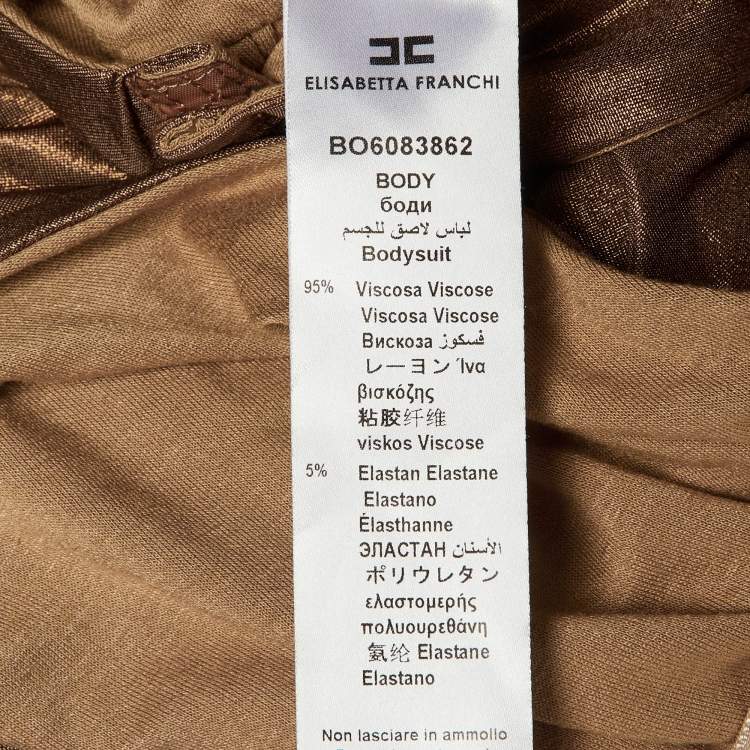 ELISABETTA FRANCHI
BO6083862
BODY
боди
لباس لاصق للجسم
Bodysuit
95% Viscosa Viscose
Viscosa Viscose
Вискоза فسكوز
レーヨン Ίνα
βισκόζης
粘胶纤维
viskos Viscose
5% Elastan Elastane
Elastano
Élasthanne
ЭЛАСТАН الأسنان
ポリウレタン
ελαστομερής
πολυουρεθάνη
氨纶 Elastane
Elastano
Non lasciare in ammollo